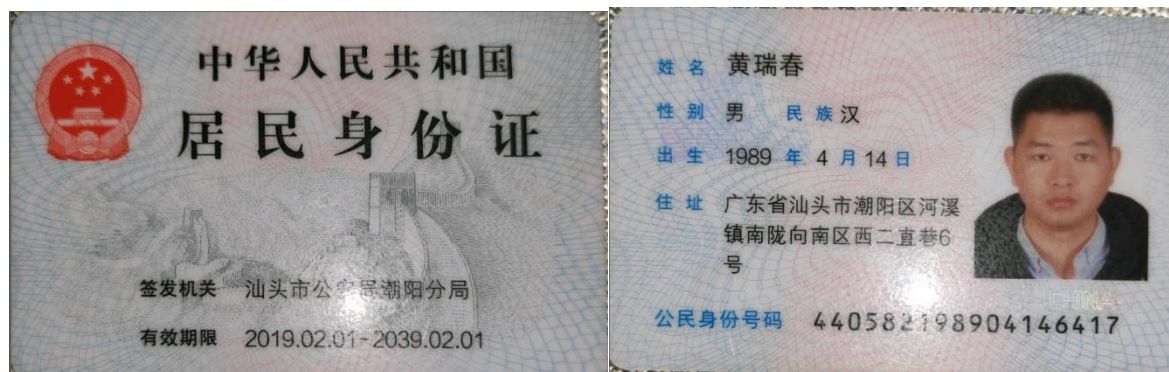 中华人民共和国
居民身份证
签发机关 汕头市公安局潮阳分局
有效期限 2019.02.01-2039.02.01
姓名 黄瑞春
性别 男 民族 汉
出生 1989 年 4 月 14 日
住址 广东省汕头市潮阳区河溪
镇南陇向南区西二直巷6
号
CHINA
公民身份号码 440582198904146417